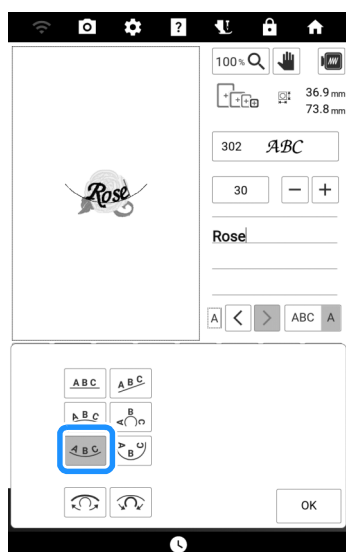 ?
100%
36.9 mm
73.8 mm
302 ABC
30 − +
Rose
Rose
A < > ABC A
ABC ABC
ABC ABC
ABC ABC
OK